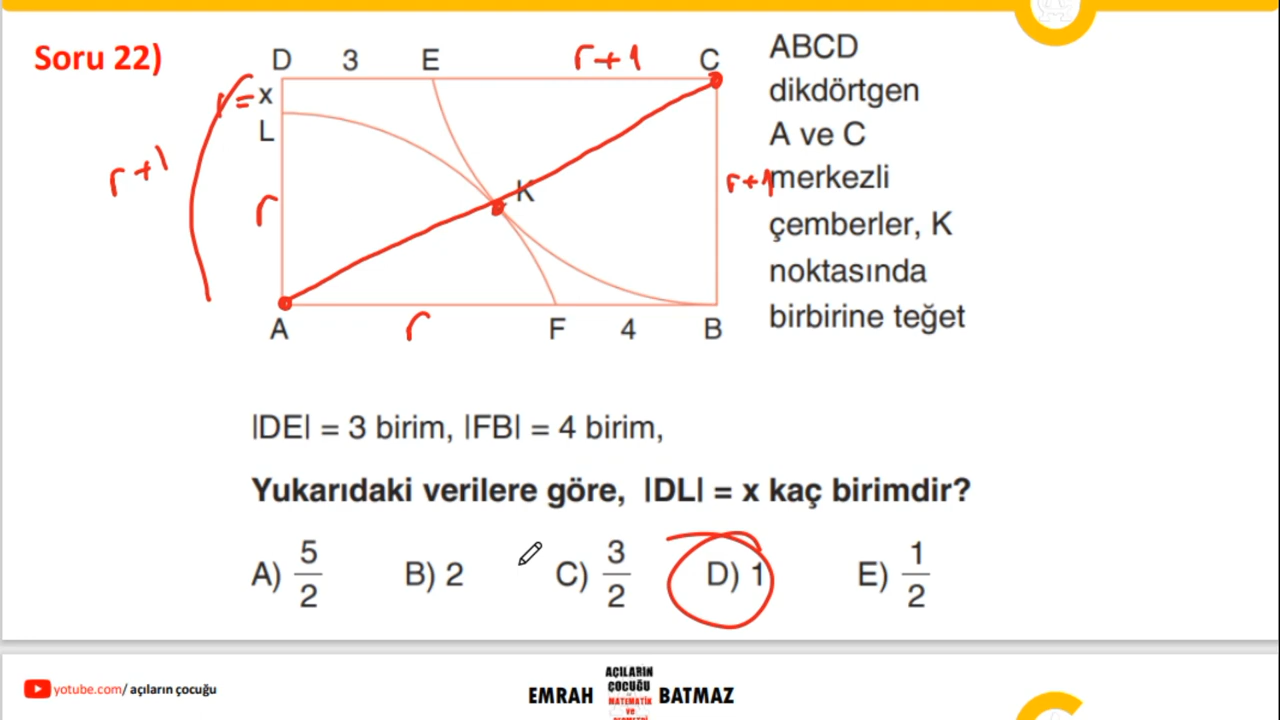 Soru 22)
D 3 E r+1 C
1= x
L
r+1
r
K
r+1
A r F 4 B
ABCD
dikdörtgen
A ve C
merkezli
çemberler, K
noktasında
birbirine teğet
|DE| = 3 birim, |FB| = 4 birim,
Yukarıdaki verilere göre, |DL| = x kaç birimdir?
A) 5/2 B) 2 C) 3/2 D) 1 E) 1/2
yotube.com/ açıların çocuğu
EMRAH AÇILARIN ÇOCUĞU MATEMATİK ve BATMAZ